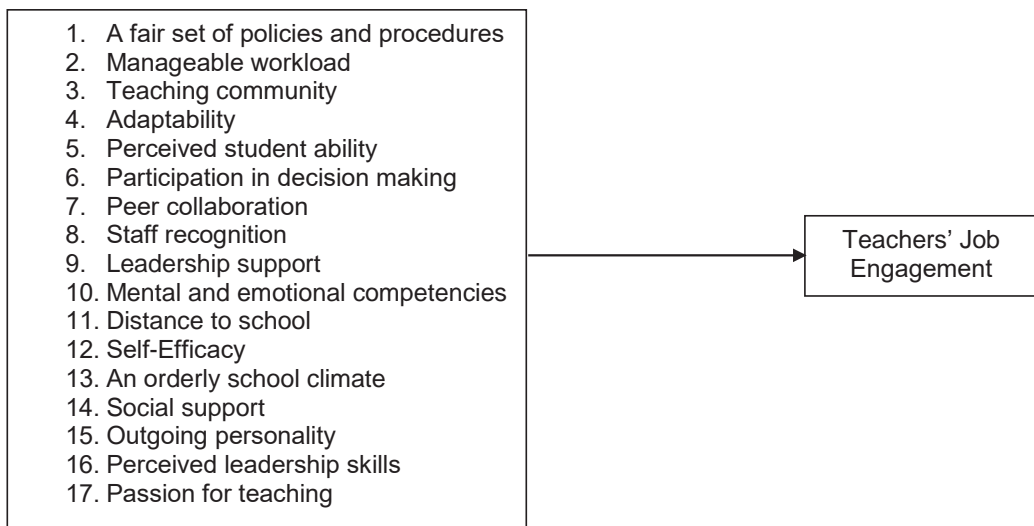 1. A fair set of policies and procedures
2. Manageable workload
3. Teaching community
4. Adaptability
5. Perceived student ability
6. Participation in decision making
7. Peer collaboration
8. Staff recognition
9. Leadership support
10. Mental and emotional competencies
11. Distance to school
12. Self-Efficacy
13. An orderly school climate
14. Social support
15. Outgoing personality
16. Perceived leadership skills
17. Passion for teaching
Teachers' Job
Engagement